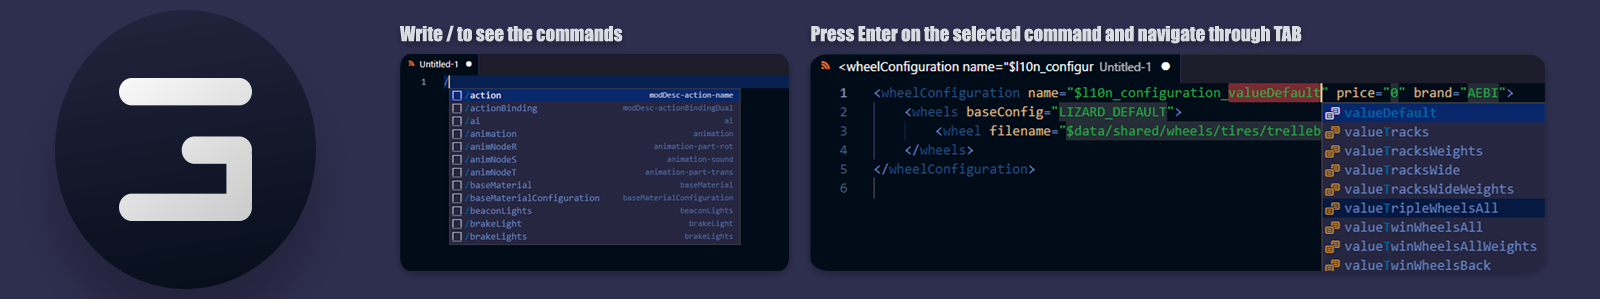 Write / to see the commands
Untitled-1
1 /
/action modDesc-action-name
/actionBinding modDesc-actionBindingDual
/ai ai
/animation animation
/animNodeR animation-part-rot
/animNodeS animation-sound
/animNodeT animation-part-trans
/baseMaterial baseMaterial
/baseMaterialConfiguration baseMaterialConfiguration
/beaconLights beaconLights
/brakeLight brakeLight
/brakeLights brakeLights
Press Enter on the selected command and navigate through TAB
<wheelConfiguration name="$l10n_configur Untitled-1
1 <wheelConfiguration name="$l10n_configuration_valueDefault" price="0" brand="AEBI">
2 <wheels baseConfig="LIZARD_DEFAULT">
3 <wheel filename="$data/shared/wheels/tires/trelleb
4 </wheels>
5 </wheelConfiguration>
6
valueDefault
valueTracks
valueTracksWeights
valueTracksWide
valueTracksWideWeights
valueTripleWheelsAll
valueTwinWheelsAll
valueTwinWheelsAllWeights
valueTwinWheelsBack